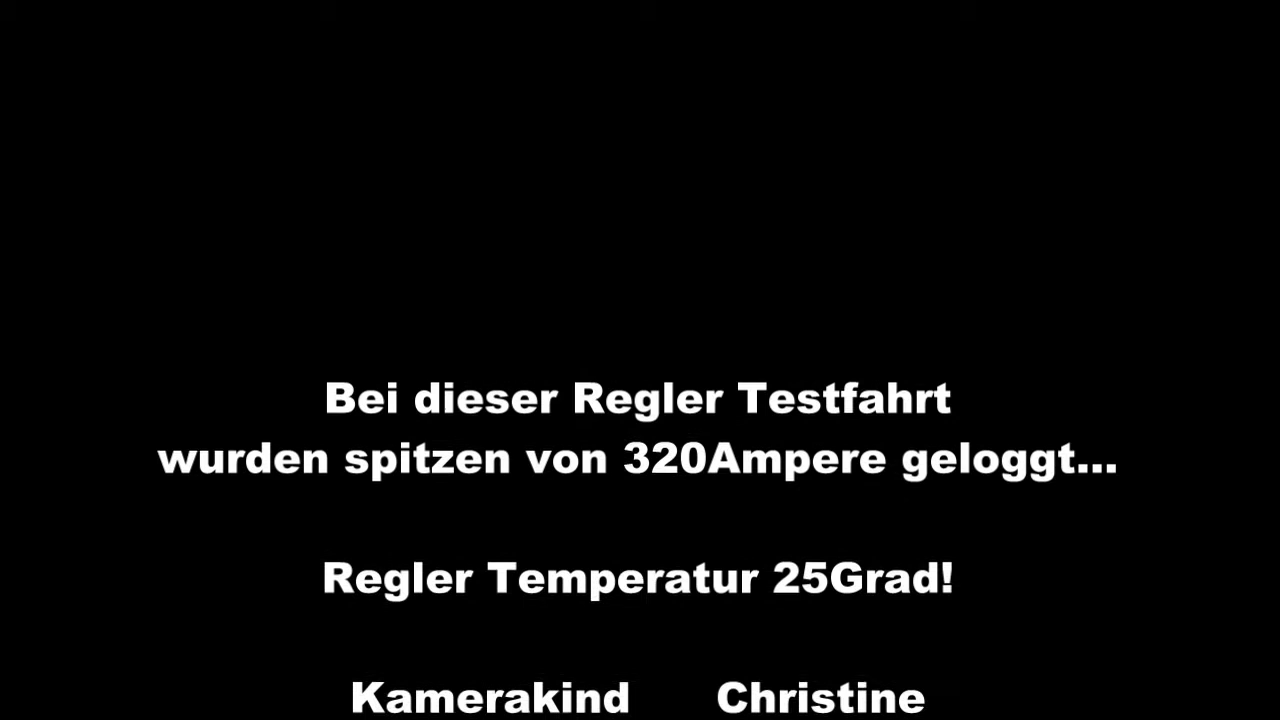 Bei dieser Regler Testfahrt
wurden spitzen von 320Ampere geloggt...
Regler Temperatur 25Grad!
Kamerakind Christine